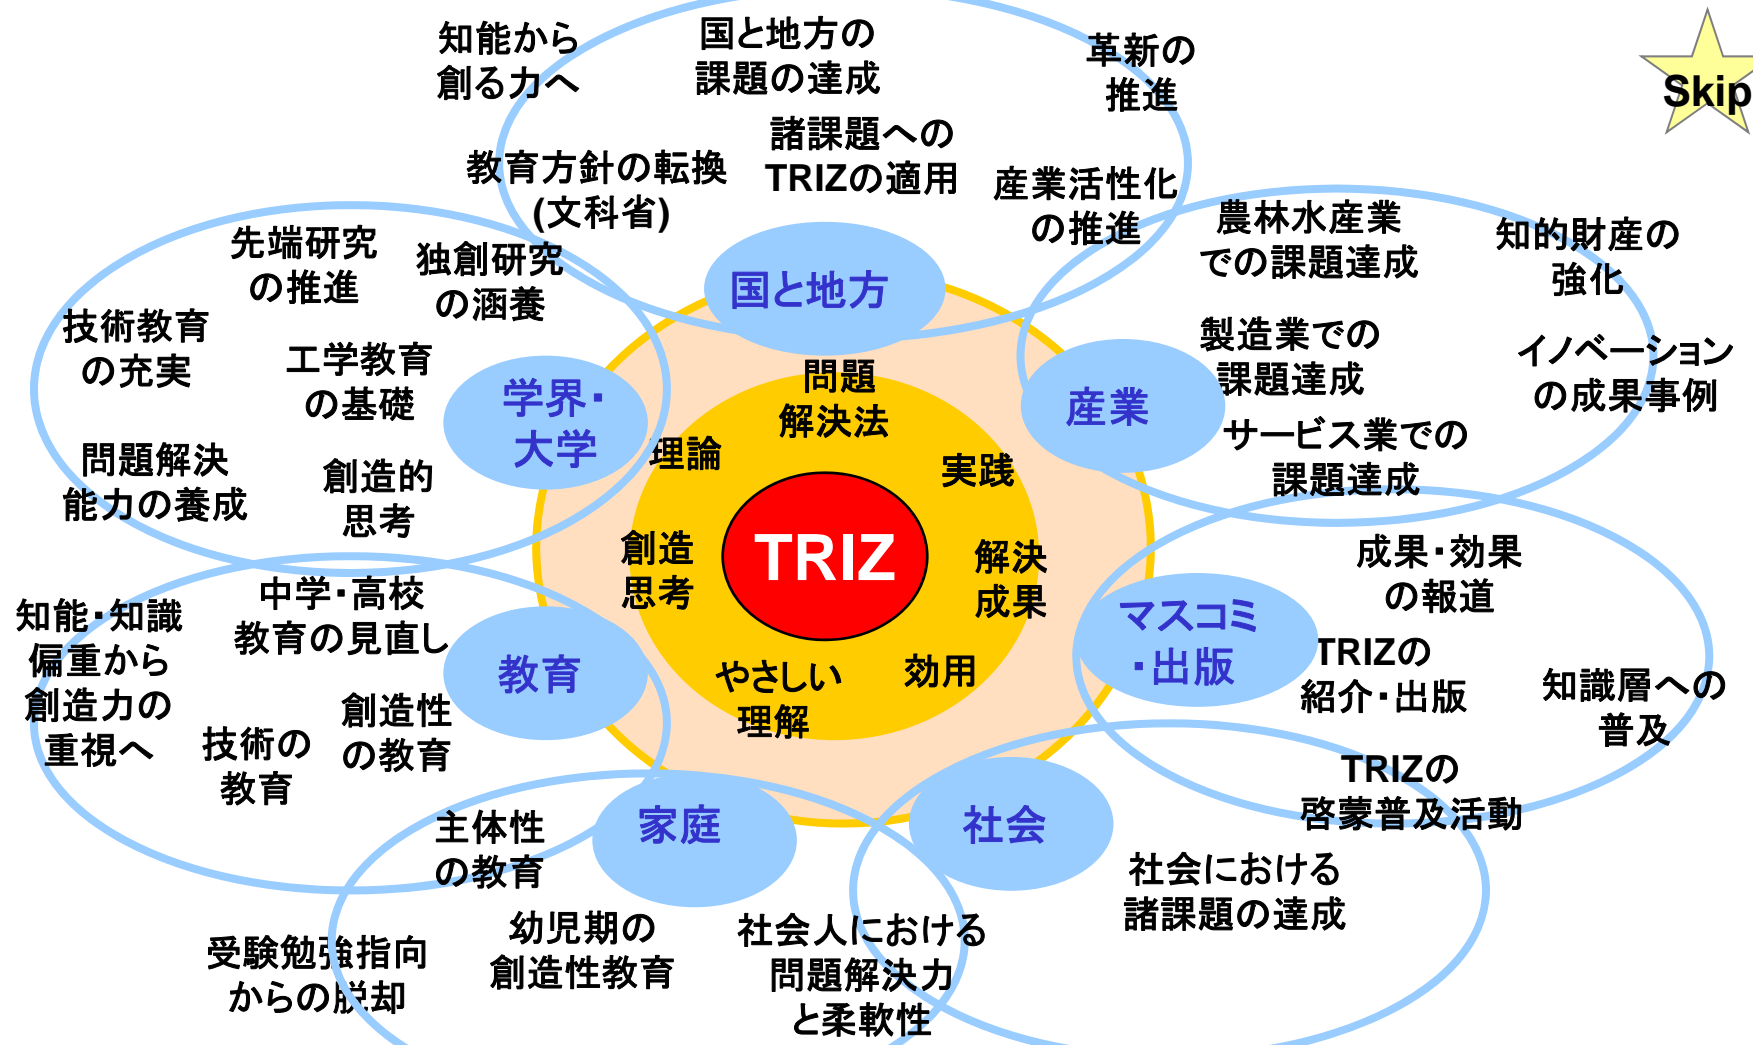 知能から
創る力へ
国と地方の
課題の達成
革新の
推進
Skip
教育方針の転換
(文科省)
諸課題への
TRIZの適用
産業活性化
の推進
国と地方
先端研究
の推進
独創研究
の涵養
技術教育
の充実
工学教育
の基礎
問題解決
能力の養成
創造的
思考
学界・
大学
農林水産業
での課題達成
知的財産の
強化
製造業での
課題達成
イノベーション
の成果事例
サービス業での
課題達成
産業
問題
解決法
理論
実践
創造
思考
TRIZ
解決
成果
やさしい
理解
効用
中学・高校
教育の見直し
知能・知識
偏重から
創造力の
重視へ
技術の
教育
創造性
の教育
教育
マスコミ
・出版
成果・効果
の報道
TRIZの
紹介・出版
知識層への
普及
TRIZの
啓蒙普及活動
家庭
主体性
の教育
受験勉強指向
からの脱却
幼児期の
創造性教育
社会人における
問題解決力
と柔軟性
社会
社会における
諸課題の達成